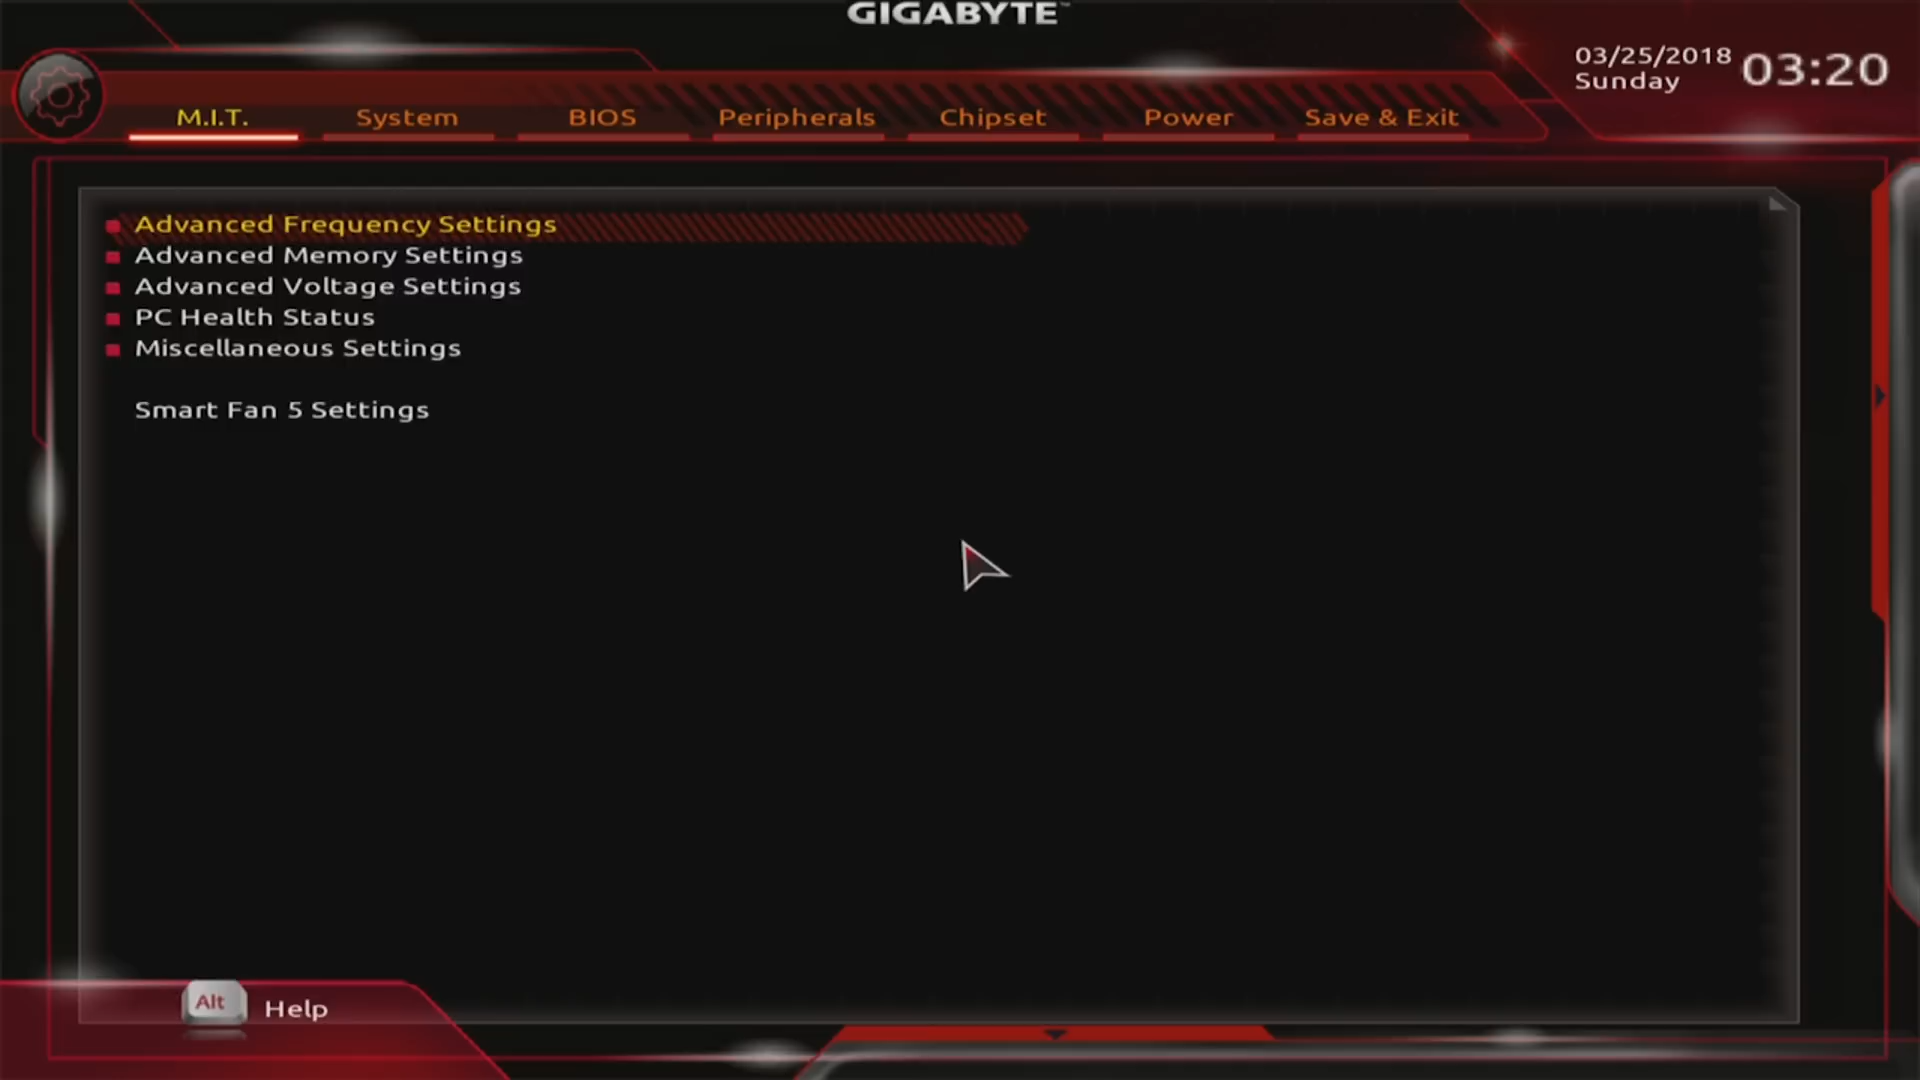 GIGABYTE™
03/25/2018 03:20
Sunday
M.I.T. System BIOS Peripherals Chipset Power Save & Exit
Advanced Frequency Settings
Advanced Memory Settings
Advanced Voltage Settings
PC Health Status
Miscellaneous Settings
Smart Fan 5 Settings
Alt Help